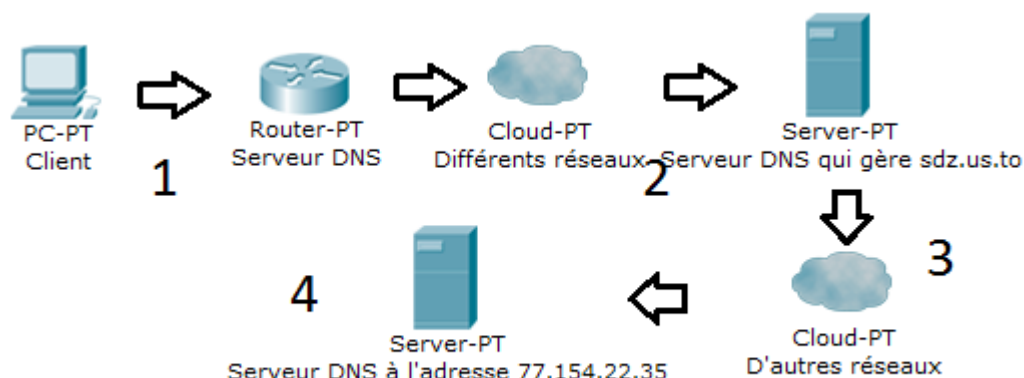 PC-PT
Client
1
Router-PT
Serveur DNS
Cloud-PT
Différents réseaux
2
Server-PT
Serveur DNS qui gère sdz.us.to
3
Cloud-PT
D'autres réseaux
4
Server-PT
Serveur DNS à l'adresse 77.154.22.35